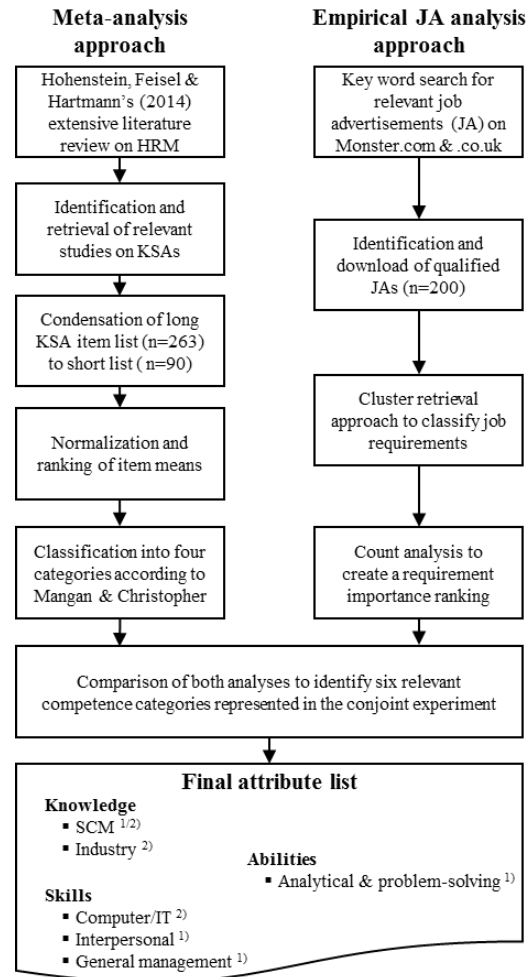 Meta-analysis
approach
Hohenstein, Feisel &
Hartmann's (2014)
extensive literature
review on HRM
Identification and
retrieval of relevant
studies on KSAs
Condensation of long
KSA item list (n=263)
to short list ( n=90)
Normalization and
ranking of item means
Classification into four
categories according to
Mangan & Christopher
Empirical JA analysis
approach
Key word search for
relevant job
advertisements (JA) on
Monster.com & .co.uk
Identification and
download of qualified
JAs (n=200)
Cluster retrieval
approach to classify job
requirements
Count analysis to
create a requirement
importance ranking
Comparison of both analyses to identify six relevant
competence categories represented in the conjoint experiment
Final attribute list
Knowledge
▪ SCM 1/2)
▪ Industry 2)
Skills
▪ Computer/IT 2)
▪ Interpersonal 1)
▪ General management 1)
Abilities
▪ Analytical & problem-solving 1)